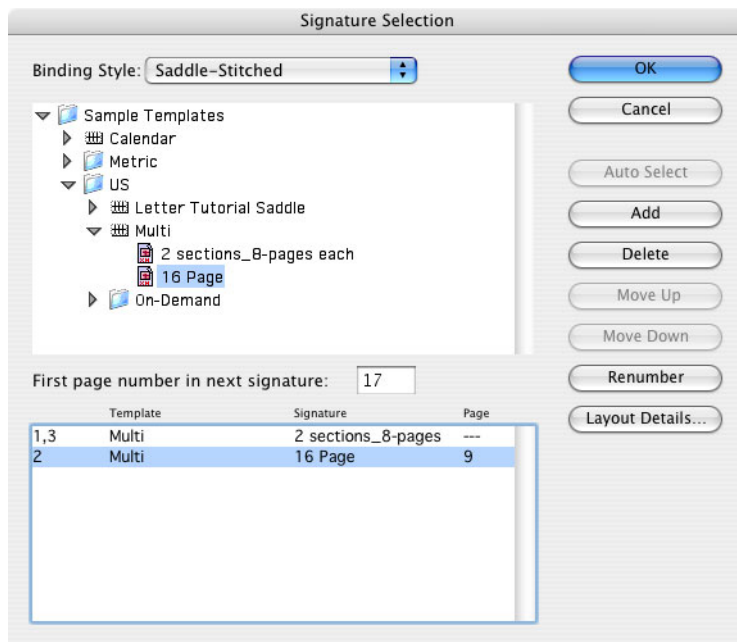 Signature Selection
Binding Style: Saddle-Stitched
OK
Cancel
Sample Templates
Calendar
Metric
US
Letter Tutorial Saddle
Multi
2 sections_8-pages each
16 Page
On-Demand
Auto Select
Add
Delete
Move Up
Move Down
Renumber
Layout Details...
First page number in next signature: 17
Template Signature Page
1,3 Multi 2 sections_8-pages ---
2 Multi 16 Page 9